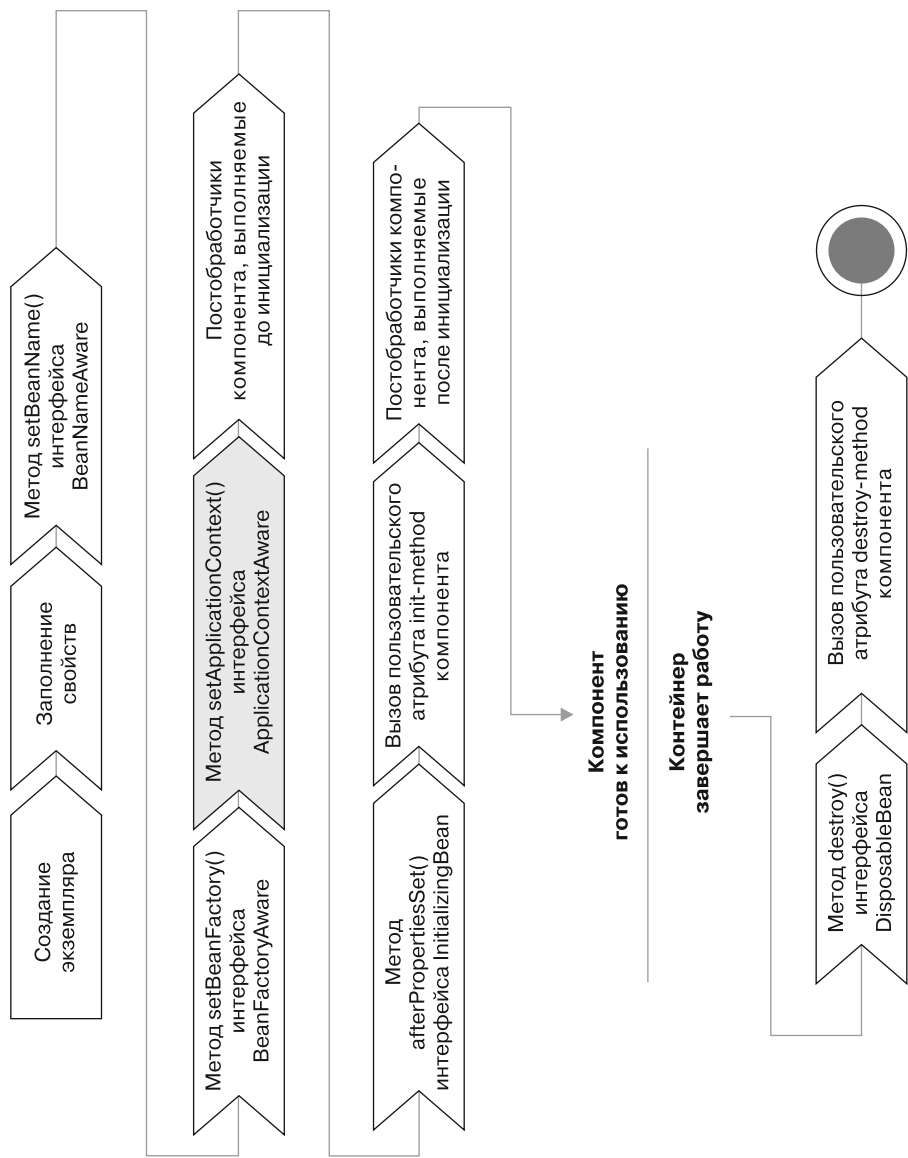 Создание
экземпляра
Заполнение
свойств
Метод setBeanName()
интерфейса
BeanNameAware
Метод setBeanFactory()
интерфейса
BeanFactoryAware
Метод setApplicationContext()
интерфейса
ApplicationContextAware
Постобработчики
компонента, выполняемые
до инициализации
Метод
afterPropertiesSet()
интерфейса InitializingBean
Вызов пользовательского
атрибута init-method
компонента
Постобработчики компо-
нента, выполняемые
после инициализации
Компонент
готов к использованию
Контейнер
завершает работу
Метод destroy()
интерфейса
DisposableBean
Вызов пользовательского
атрибута destroy-method
компонента